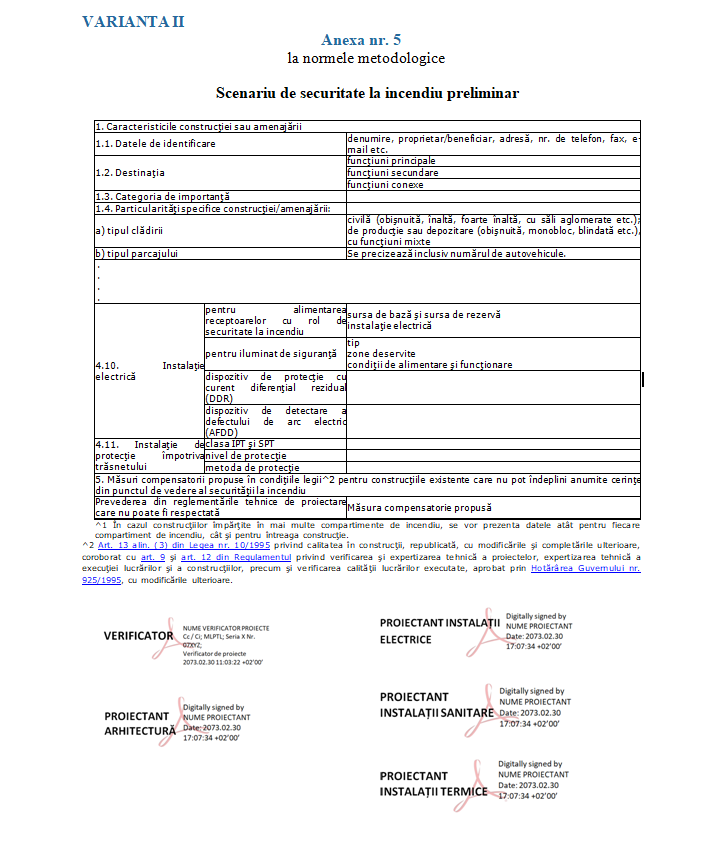 VARIANTA II
Anexa nr. 5
la normele metodologice
Scenariu de securitate la incendiu preliminar
1. Caracteristicile construcţiei sau amenajării
1.1. Datele de identificare
denumire, proprietar/beneficiar, adresă, nr. de telefon, fax, e-
mail etc.
1.2. Destinaţia
funcţiuni principale
funcţiuni secundare
funcţiuni conexe
1.3. Categoria de importanţă
1.4. Particularităţi specifice construcţiei/amenajării:
a) tipul clădirii
civilă (obişnuită, înaltă, foarte înaltă, cu săli aglomerate etc.);
de producţie sau depozitare (obişnuită, monobloc, blindată etc.),
cu funcţiuni mixte
b) tipul parcajului
Se precizează inclusiv numărul de autovehicule.
.
.
.
.
4.10. Instalaţie
electrică
pentru alimentarea
receptoarelor cu rol de
securitate la incendiu
sursa de bază şi sursa de rezervă
instalaţie electrică
pentru iluminat de siguranţă
tip
zone deservite
condiţii de alimentare şi funcţionare
dispozitiv de protecţie cu
curent diferenţial rezidual
(DDR)
dispozitiv de detectare a
defectului de arc electric
(AFDD)
4.11. Instalaţie de
protecţie împotriva
trăsnetului
clasa IPT şi SPT
nivelul de protecţie
metoda de protecţie
5. Măsuri compensatorii propuse în condiţiile legii^2 pentru construcţiile existente care nu pot îndeplini anumite cerinţe
din punctul de vedere al securităţii la incendiu
Prevederea din reglementările tehnice de proiectare
care nu poate fi respectată
Măsura compensatorie propusă
^1 În cazul construcţiilor împărţite în mai multe compartimente de incendiu, se vor prezenta datele atât pentru fiecare
compartiment de incendiu, cât şi pentru întreaga construcţie.
^2 Art. 13 alin. (3) din Legea nr. 10/1995 privind calitatea în construcţii, republicată, cu modificările şi completările ulterioare,
coroborat cu art. 9 şi art. 12 din Regulamentul privind verificarea şi expertizarea tehnică a proiectelor, expertizarea tehnică a
execuţiei lucrărilor şi a construcţiilor, precum şi verificarea calităţii lucrărilor executate, aprobat prin Hotărârea Guvernului nr.
925/1995, cu modificările ulterioare.
VERIFICATOR
NUME VERIFICATOR PROIECTE
Cc / Ci; MLPTL; Seria X Nr.
07XYZ;
Verificator de proiecte
2073.02.30 11:03:22 +02'00'
PROIECTANT INSTALAȚII
ELECTRICE
Digitally signed by
NUME PROIECTANT
Date: 2073.02.30
17:07:34 +02'00'
PROIECTANT
ARHITECTURĂ
Digitally signed by
NUME PROIECTANT
Date: 2073.02.30
17:07:34 +02'00'
PROIECTANT
INSTALAȚII SANITARE
Digitally signed by
NUME PROIECTANT
Date: 2073.02.30
17:07:34 +02'00'
PROIECTANT
INSTALAȚII TERMICE
Digitally signed by
NUME PROIECTANT
Date: 2073.02.30
17:07:34 +02'00'